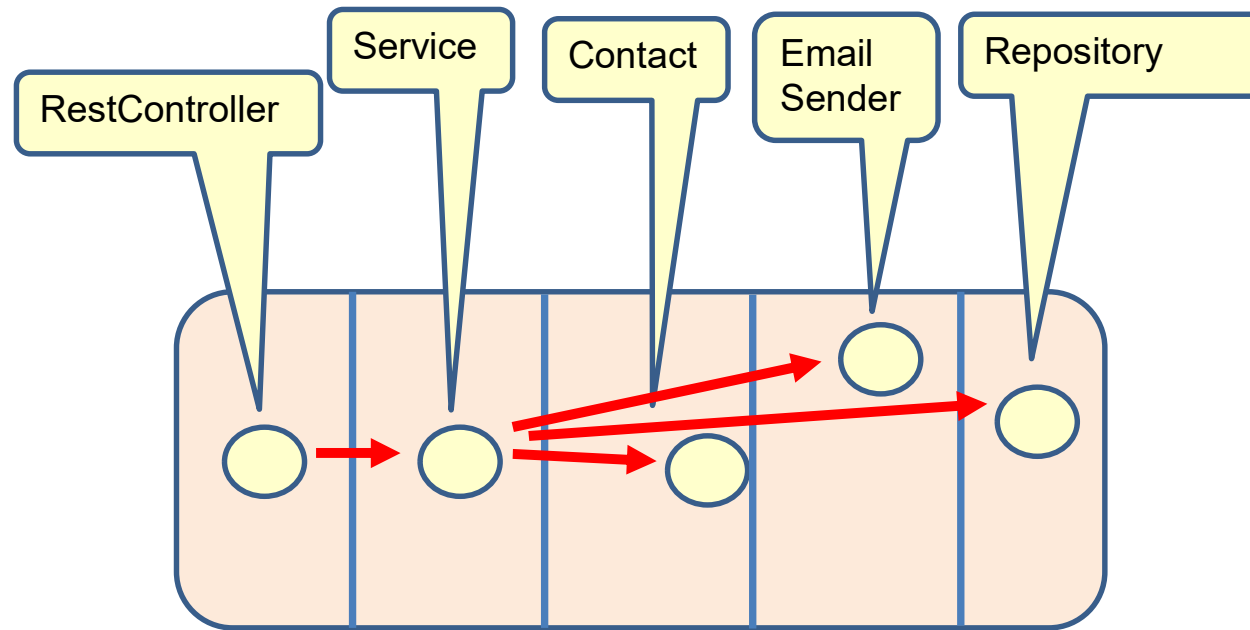 RestController
Service
Contact
Email
Sender
Repository